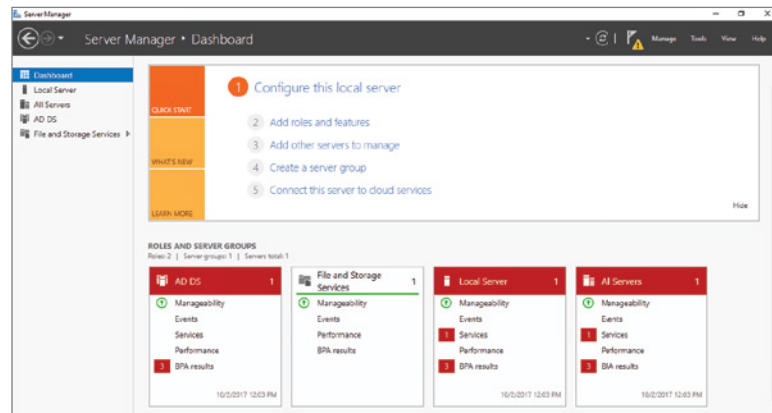 Server Manager
Server Manager • Dashboard
Manage Tools View Help
Dashboard
Local Server
All Servers
AD DS
File and Storage Services
QUICK START
WHAT'S NEW
LEARN MORE
1 Configure this local server
2 Add roles and features
3 Add other servers to manage
4 Create a server group
5 Connect this server to cloud services
Hide
ROLES AND SERVER GROUPS
Roles: 2 | Server groups: 1 | Servers total: 1
AD DS 1
Manageability
Events
Services
Performance
3 BPA results
10/2/2017 12:03 PM
File and Storage
Services 1
Manageability
Events
Performance
BPA results
Local Server 1
Manageability
Events
1 Services
Performance
3 BPA results
10/2/2017 12:03 PM
All Servers 1
Manageability
Events
1 Services
Performance
3 BPA results
10/2/2017 12:03 PM